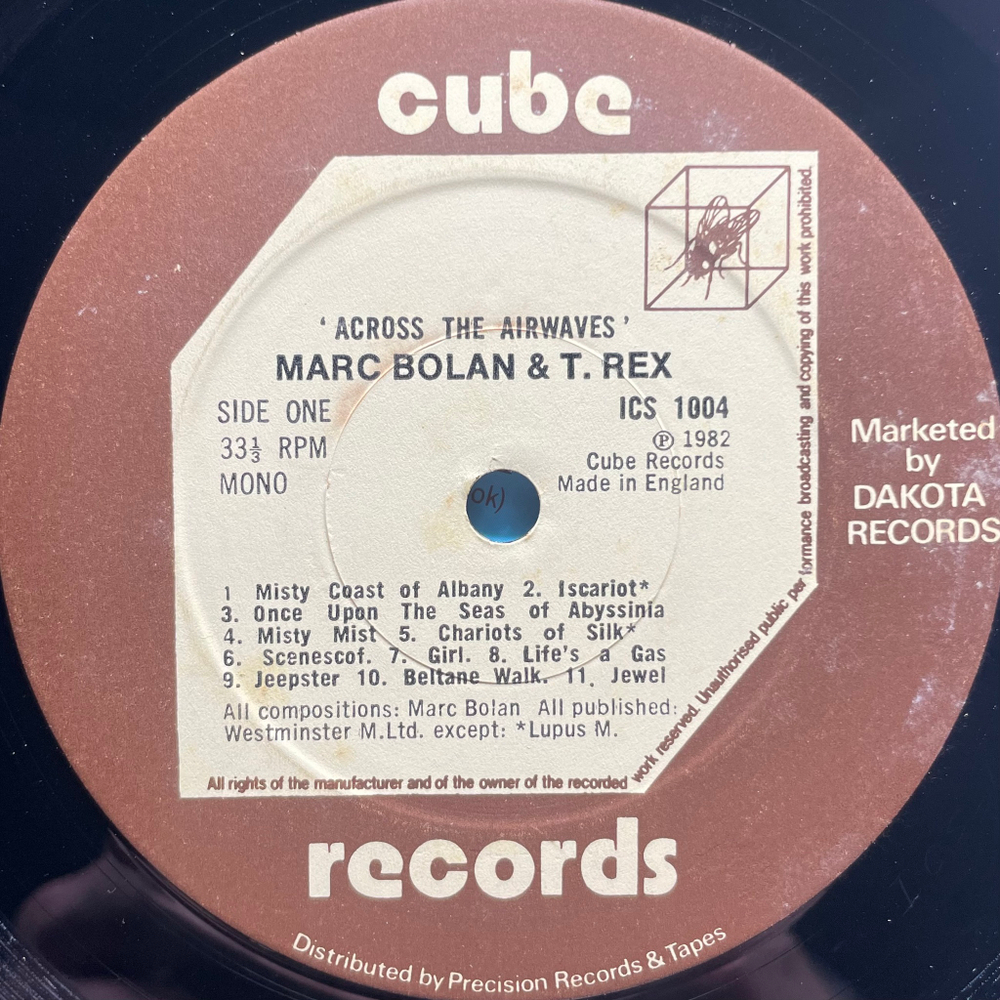 cube
'ACROSS THE AIRWAVES'
MARC BOLAN & T. REX
SIDE ONE
33⅓ RPM
MONO
ICS 1004
Ⓟ 1982
Cube Records
Made in England
ok)
Marketed
by
DAKOTA
RECORDS
1 Misty Coast of Albany 2. Iscariot*
3. Once Upon The Seas of Abyssinia
4. Misty Mist 5. Chariots of Silk*
6. Scenescof. 7. Girl. 8. Life's a Gas
9. Jeepster 10. Beltane Walk. 11. Jewel
All compositions: Marc Bolan All published:
Westminster M.Ltd. except: *Lupus M.
All rights of the manufacturer and of the owner of the recorded
work reserved. Unauthorised public per
formance broadcasting and copying of this work prohibited.
records
Distributed by Precision Records & Tapes